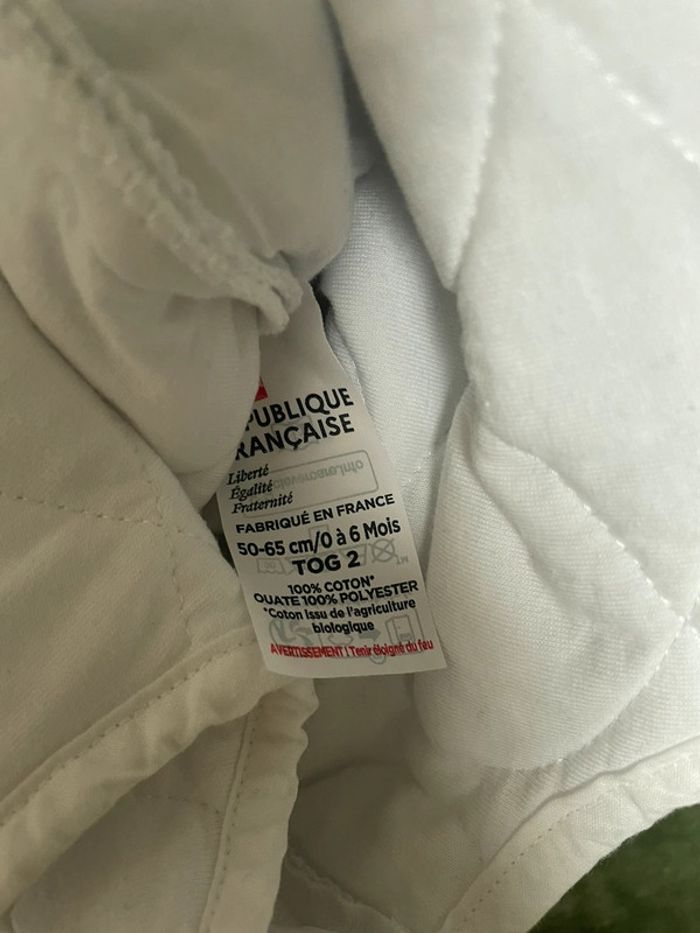 PUBLIQUE
RANÇAISE
Liberté
Égalité
Fraternité
FABRIQUÉ EN FRANCE
50-65 cm/0 à 6 Mois
TOG 2
100% COTON*
OUATE 100% POLYESTER
*Coton issu de l'agriculture
biologique
AVERTISSEMENT ! Tenir éloigné du feu